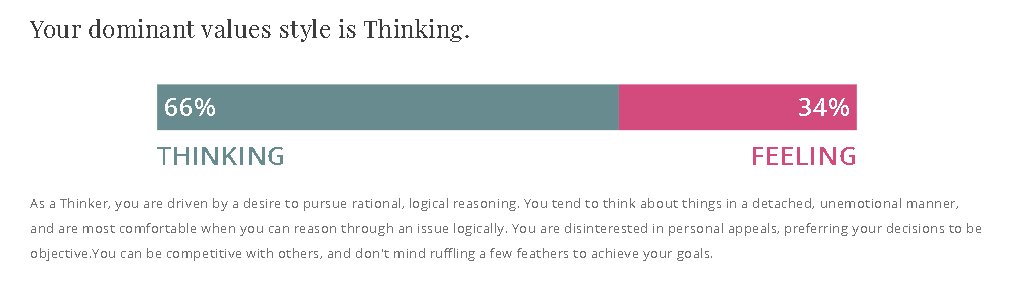 Your dominant values style is Thinking.
66% 34%
THINKING FEELING
As a Thinker, you are driven by a desire to pursue rational, logical reasoning. You tend to think about things in a detached, unemotional manner,
and are most comfortable when you can reason through an issue logically. You are disinterested in personal appeals, preferring your decisions to be
objective.You can be competitive with others, and don't mind ruffling a few feathers to achieve your goals.